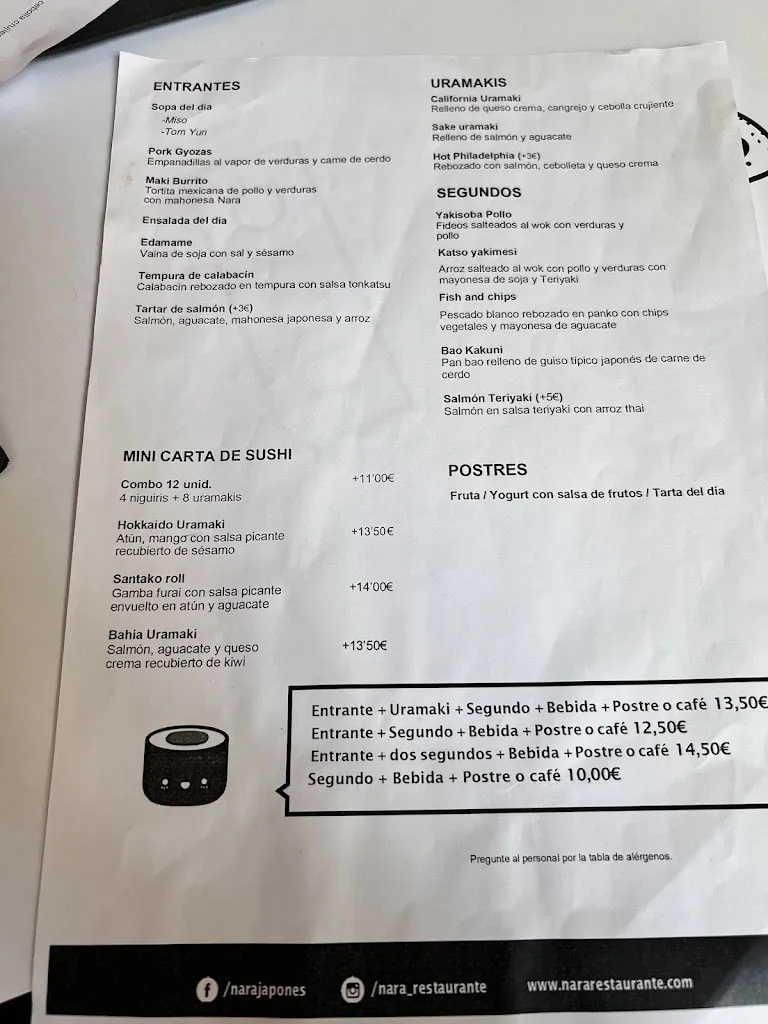 cebolla crujie
ENTRANTES
Sopa del dia
-Miso
-Tom Yun
Pork Gyozas
Empanadillas al vapor de verduras y carne de cerdo
Maki Burrito
Tortita mexicana de pollo y verduras
con mahonesa Nara
Ensalada del dia
Edamame
Vaina de soja con sal y sésamo
Tempura de calabacín
Calabacín rebozado en tempura con salsa tonkatsu
Tartar de salmón (+3€)
Salmón, aguacate, mahonesa japonesa y arroz
URAMAKIS
California Uramaki
Relleno de queso crema, cangrejo y cebolla crujiente
Sake uramaki
Relleno de salmón y aguacate
Hot Philadelphia (+3€)
Rebozado con salmón, cebolleta y queso crema
SEGUNDOS
Yakisoba Pollo
Fideos salteados al wok con verduras y
pollo
Katso yakimesi
Arroz salteado al wok con pollo y verduras con
mayonesa de soja y Teriyaki
Fish and chips
Pescado blanco rebozado en panko con chips
vegetales y mayonesa de aguacate
Bao Kakuni
Pan bao relleno de guiso típico japonés de carne de
cerdo
Salmón Teriyaki (+5€)
Salmón en salsa teriyaki con arroz thai
MINI CARTA DE SUSHI
Combo 12 unid. +11'00€
4 niguiris + 8 uramakis
Hokkaido Uramaki +13'50€
Atún, mango con salsa picante
recubierto de sésamo
Santako roll +14'00€
Gamba furai con salsa picante
envuelto en atún y aguacate
Bahía Uramaki +13'50€
Salmón, aguacate y queso
crema recubierto de kiwi
POSTRES
Fruta / Yogurt con salsa de frutos / Tarta del día
Entrante + Uramaki + Segundo + Bebida + Postre o café 13,50€
Entrante + Segundo + Bebida + Postre o café 12,50€
Entrante + dos segundos + Bebida + Postre o café 14,50€
Segundo + Bebida + Postre o café 10,00€
Pregunte al personal por la tabla de alérgenos.
/narajapones /nara_restaurante www.nararestaurante.com